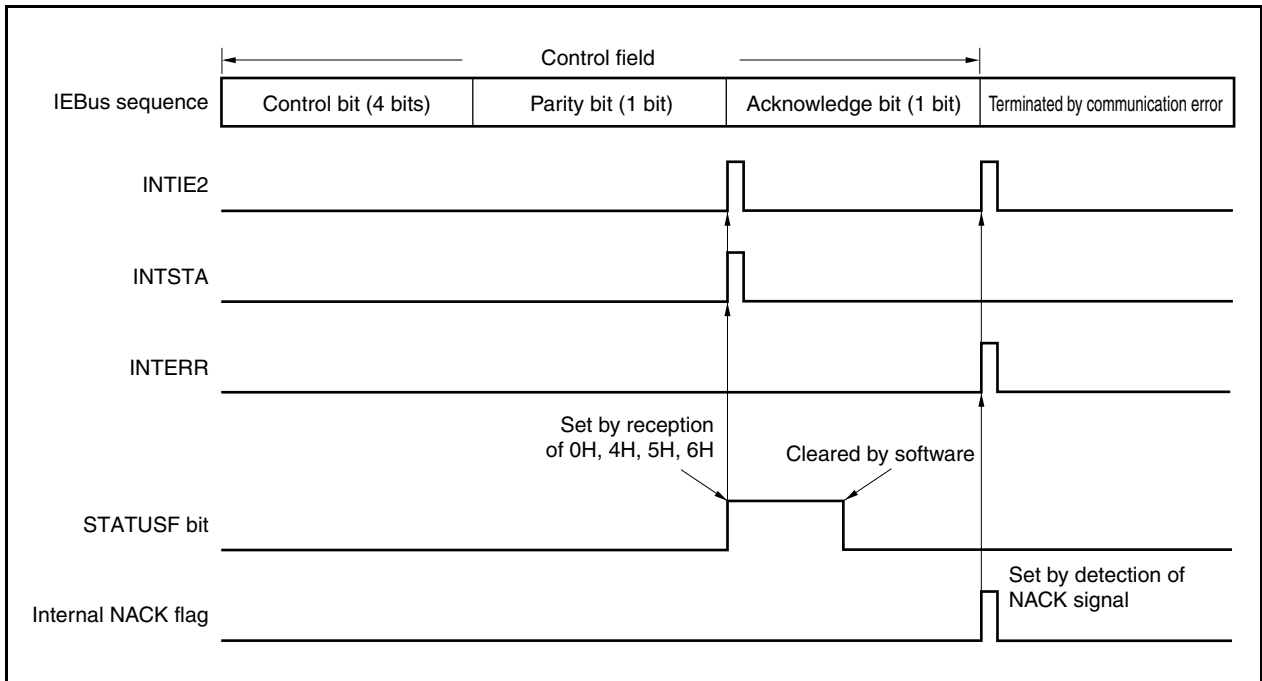 Control field
IEBus sequence
Control bit (4 bits)
Parity bit (1 bit)
Acknowledge bit (1 bit)
Terminated by communication error
INTIE2
INTSTA
INTERR
Set by reception
of 0H, 4H, 5H, 6H
Cleared by software
STATUSF bit
Set by detection of
NACK signal
Internal NACK flag